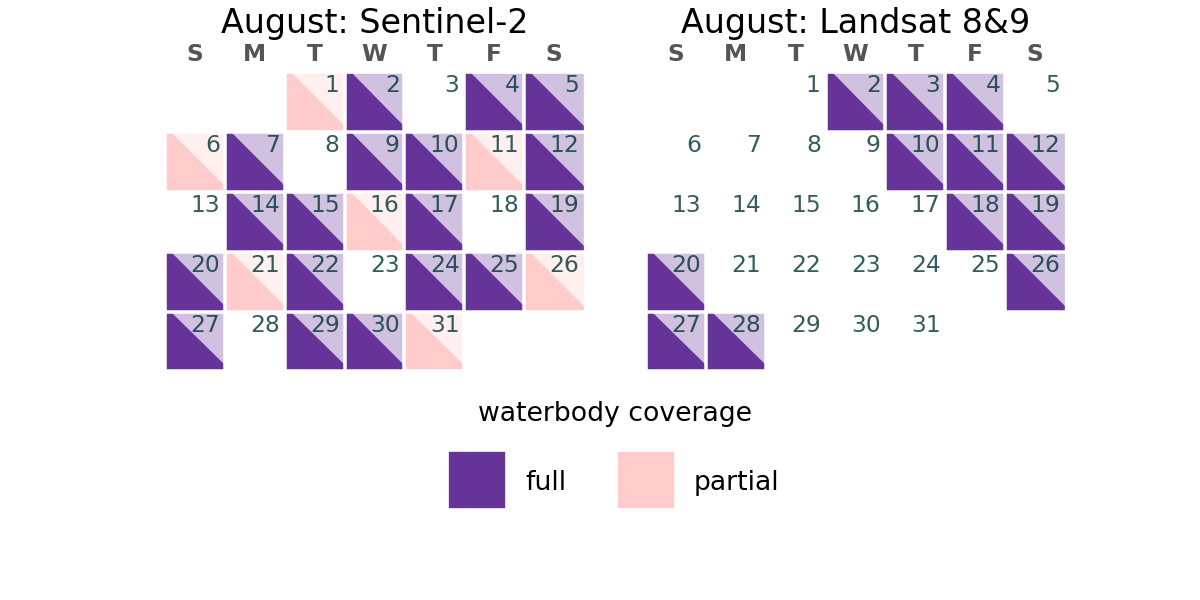 August: Sentinel-2
S M T W T F S
1 2 3 4 5
6 7 8 9 10 11 12
13 14 15 16 17 18 19
20 21 22 23 24 25 26
27 28 29 30 31
August: Landsat 8&9
S M T W T F S
1 2 3 4 5
6 7 8 9 10 11 12
13 14 15 16 17 18 19
20 21 22 23 24 25 26
27 28 29 30 31
waterbody coverage
full partial